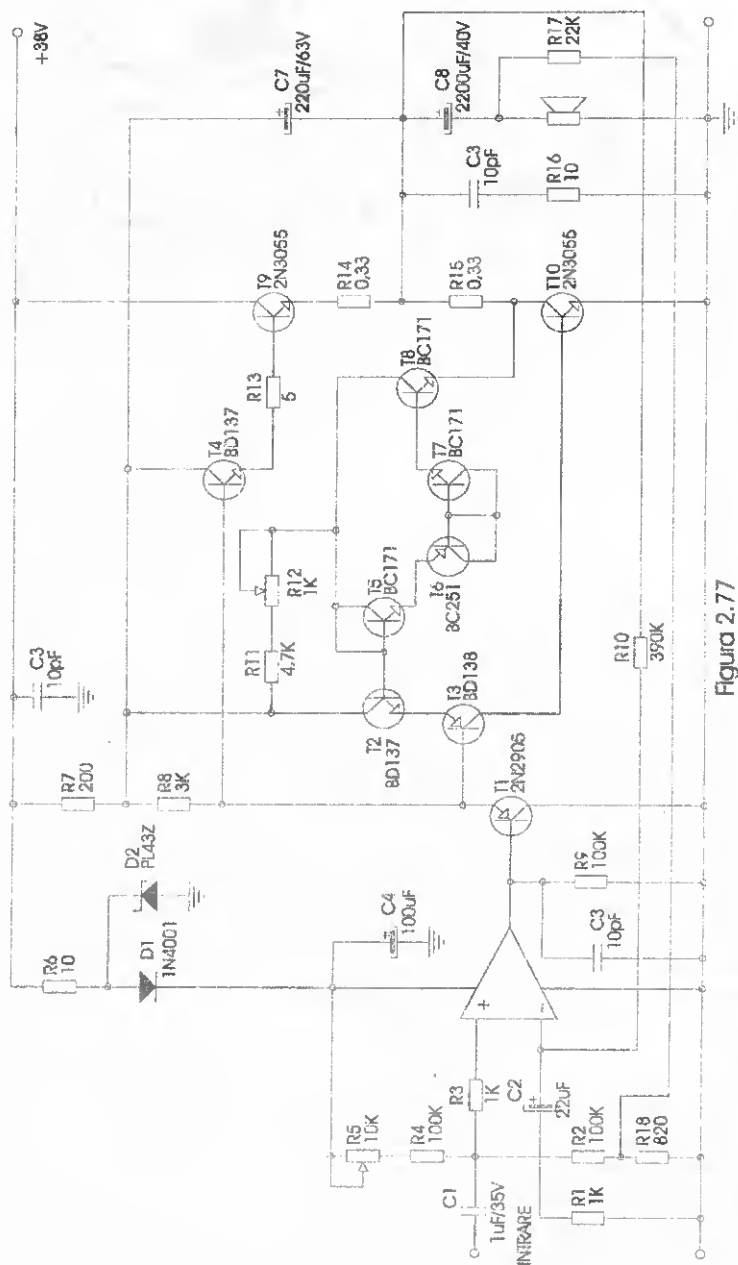 +38V
C7
220uF/63V
C8
2200uF/40V
R17
22K
C3
10pF
R16
10
T9
2N3055
R14
0,33
R15
0,33
T10
2N3055
R13
5
T4
BD137
T8
BC171
T7
BC171
R12
1K
T5
BC171
T6
BC251
R11
4.7K
T2
BD137
T3
BD138
R10
390K
C3
10pF
R7
200
R8
3K
D2
PL43Z
T1
2N2905
R6
10
D1
1N4001
C4
100uF
R9
100K
C3
10pF
+
-
R5
10K
R4
100K
R3
1K
C2
22uF
+
R2
100K
R18
820
R1
1K
C1
1uF/35V
INTRARE
Figura 2.77